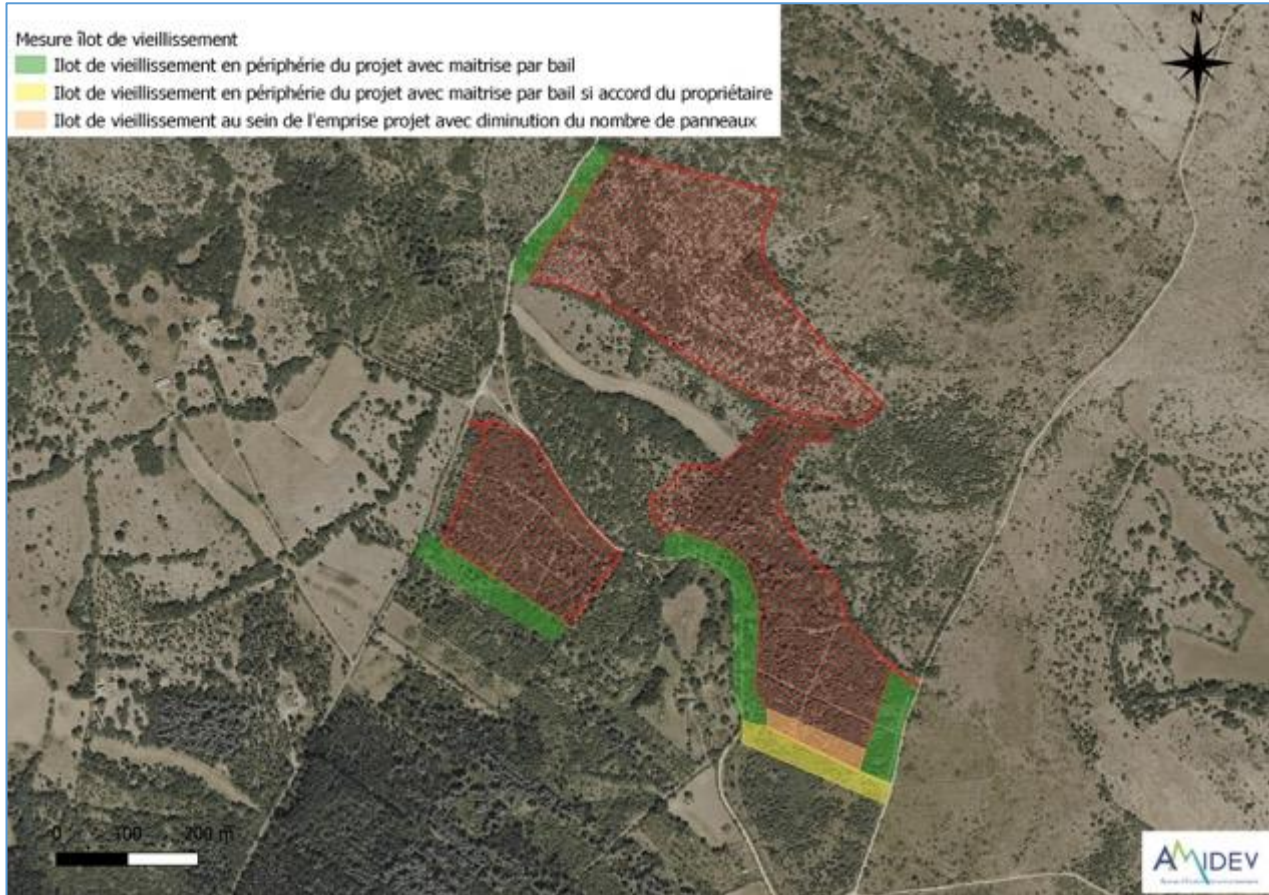 Mesure îlot de vieillissement
Ilot de vieillissement en périphérie du projet avec maitrise par bail
Ilot de vieillissement en périphérie du projet avec maitrise par bail si accord du propriétaire
Ilot de vieillissement au sein de l'emprise projet avec diminution du nombre de panneaux
N
0 100 200 m
AMIDEV